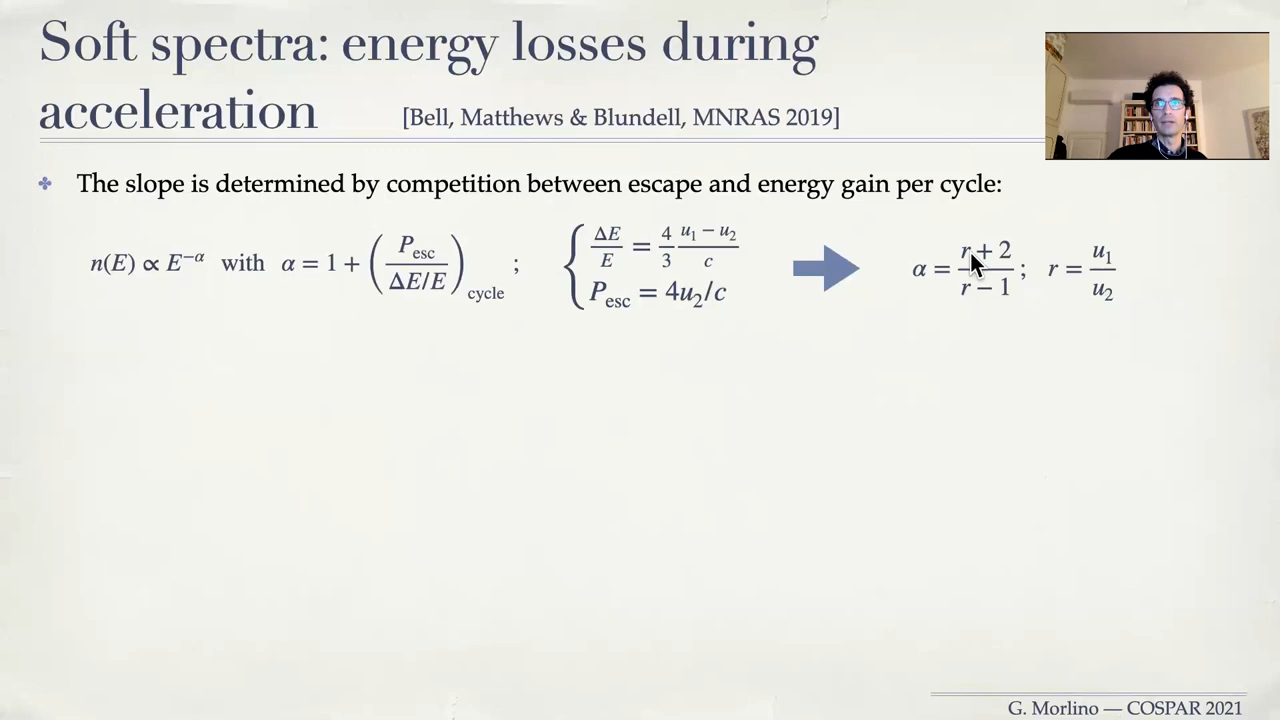 Soft spectra: energy losses during
acceleration [Bell, Matthews & Blundell, MNRAS 2019]
✤ The slope is determined by competition between escape and energy gain per cycle:
n(E) ∝ E^{−α} with α = 1 + (P_esc / (ΔE/E))_cycle ; { ΔE/E = 4/3 (u₁ − u₂)/c
P_esc = 4u₂/c
α = (r + 2)/(r − 1) ; r = u₁/u₂
G. Morlino — COSPAR 2021